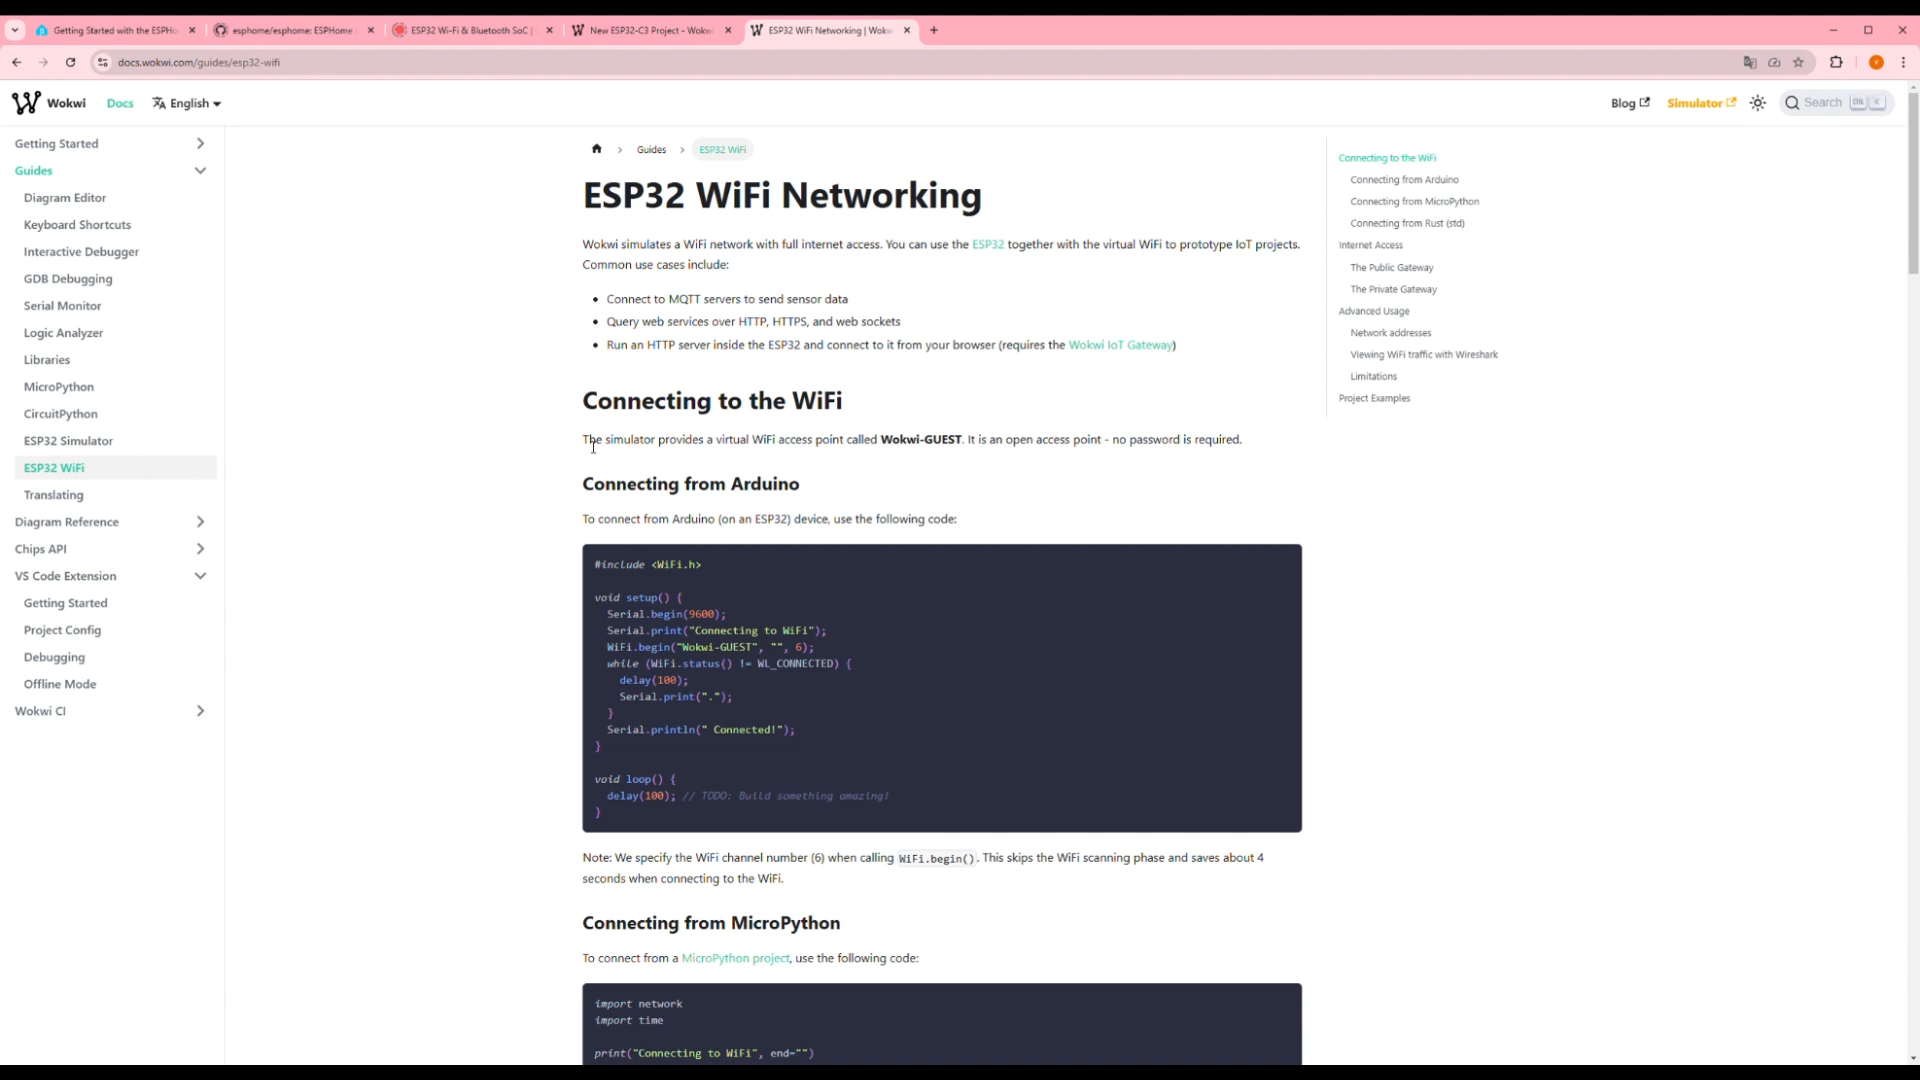 Getting Started with the ESPHo
esphome/esphome: ESPHome
ESP32 Wi-Fi & Bluetooth SoC |
New ESP32-C3 Project - Wokw
ESP32 WiFi Networking | Wokw
docs.wokwi.com/guides/esp32-wifi
V
Wokwi
Docs
English
Blog
Simulator
Search
CTRL
K
Getting Started
Guides
Diagram Editor
Keyboard Shortcuts
Interactive Debugger
GDB Debugging
Serial Monitor
Logic Analyzer
Libraries
MicroPython
CircuitPython
ESP32 Simulator
ESP32 WiFi
Translating
Diagram Reference
Chips API
VS Code Extension
Getting Started
Project Config
Debugging
Offline Mode
Wokwi CI
Guides
ESP32 WiFi
ESP32 WiFi Networking
Wokwi simulates a WiFi network with full internet access. You can use the ESP32 together with the virtual WiFi to prototype IoT projects.
Common use cases include:
• Connect to MQTT servers to send sensor data
• Query web services over HTTP, HTTPS, and web sockets
• Run an HTTP server inside the ESP32 and connect to it from your browser (requires the Wokwi IoT Gateway)
Connecting to the WiFi
The simulator provides a virtual WiFi access point called Wokwi-GUEST. It is an open access point - no password is required.
Connecting from Arduino
To connect from Arduino (on an ESP32) device, use the following code:
#include <WiFi.h>
void setup() {
Serial.begin(9600);
Serial.print("Connecting to WiFi");
WiFi.begin("Wokwi-GUEST", "", 6);
while (WiFi.status() != WL_CONNECTED) {
delay(100);
Serial.print(".");
}
Serial.println(" Connected!");
}
void loop() {
delay(100); // TODO: Build something amazing!
}
Note: We specify the WiFi channel number (6) when calling WiFi.begin(). This skips the WiFi scanning phase and saves about 4
seconds when connecting to the WiFi.
Connecting from MicroPython
To connect from a MicroPython project, use the following code:
import network
import time
print("Connecting to WiFi", end="")
Connecting to the WiFi
Connecting from Arduino
Connecting from MicroPython
Connecting from Rust (std)
Internet Access
The Public Gateway
The Private Gateway
Advanced Usage
Network addresses
Viewing WiFi traffic with Wireshark
Limitations
Project Examples